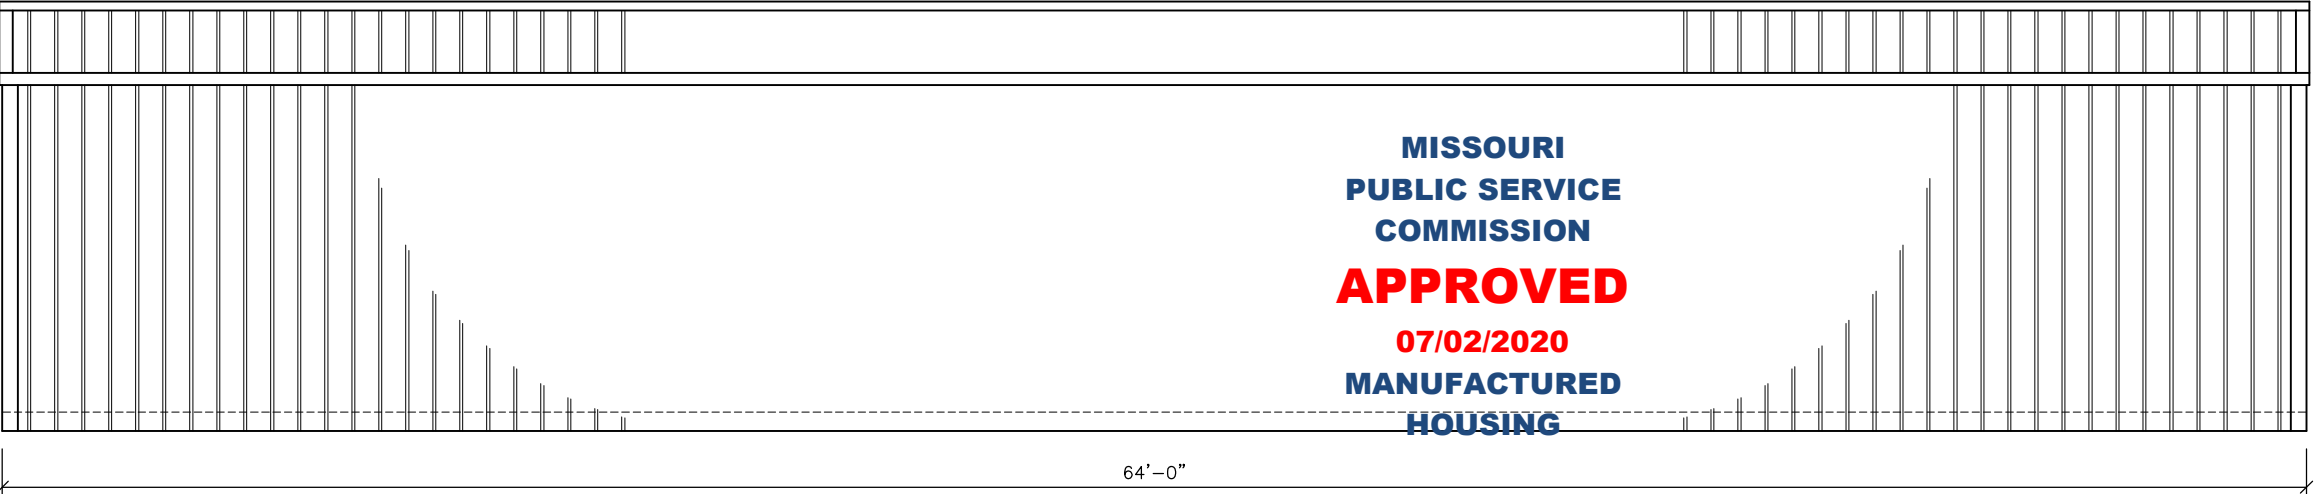 MISSOURI
PUBLIC SERVICE
COMMISSION
APPROVED
07/02/2020
MANUFACTURED
HOUSING
64'-0"